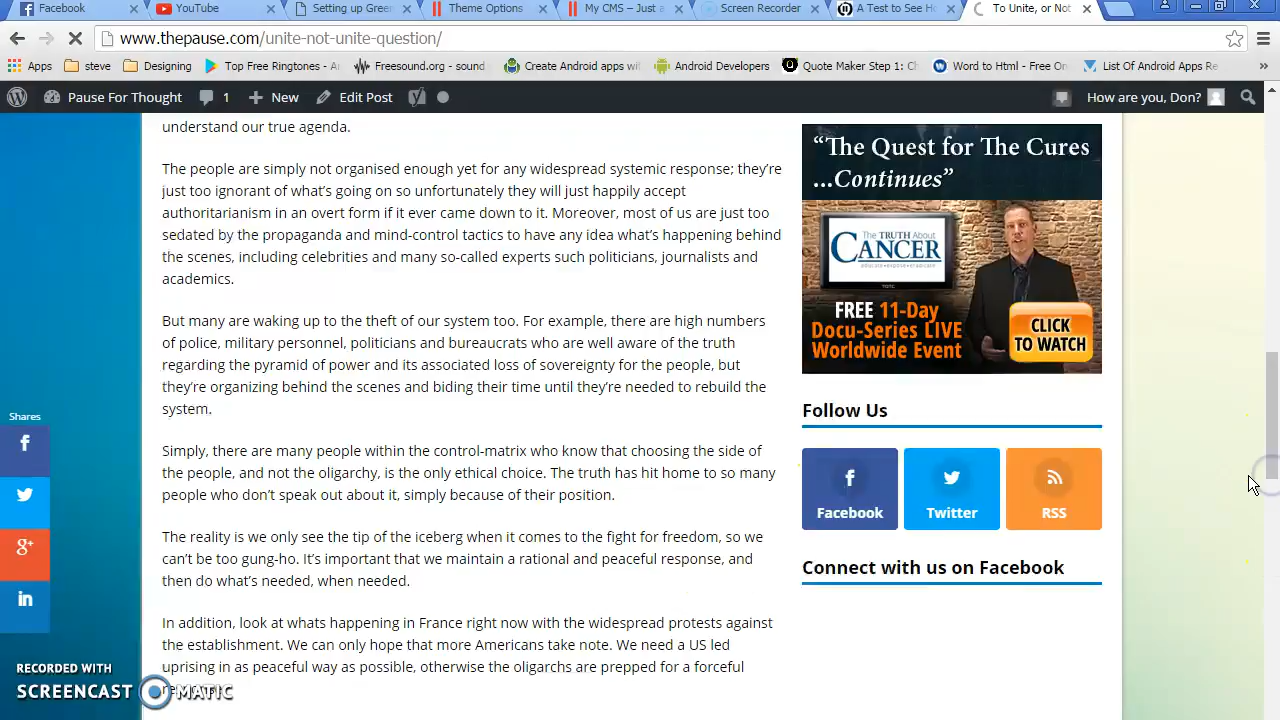 Facebook
YouTube
Setting up Green
Theme Options
My CMS – Just a
Screen Recorder
A Test to See Ho
To Unite, or Not
www.thepause.com/unite-not-unite-question/
Apps
steve
Designing
Top Free Ringtones - Ar
Freesound.org - sound
Create Android apps wi
Android Developers
Quote Maker Step 1: Ch
Word to Html - Free On
List Of Android Apps Re
»
Pause For Thought
1
New
Edit Post
How are you, Don?
understand our true agenda.
The people are simply not organised enough yet for any widespread systemic response; they're
just too ignorant of what's going on so unfortunately they will just happily accept
authoritarianism in an overt form if it ever came down to it. Moreover, most of us are just too
sedated by the propaganda and mind-control tactics to have any idea what's happening behind
the scenes, including celebrities and many so-called experts such politicians, journalists and
academics.
But many are waking up to the theft of our system too. For example, there are high numbers
of police, military personnel, politicians and bureaucrats who are well aware of the truth
regarding the pyramid of power and its associated loss of sovereignty for the people, but
they're organizing behind the scenes and biding their time until they're needed to rebuild the
system.
Simply, there are many people within the control-matrix who know that choosing the side of
the people, and not the oligarchy, is the only ethical choice. The truth has hit home to so many
people who don't speak out about it, simply because of their position.
The reality is we only see the tip of the iceberg when it comes to the fight for freedom, so we
can't be too gung-ho. It's important that we maintain a rational and peaceful response, and
then do what's needed, when needed.
In addition, look at whats happening in France right now with the widespread protests against
the establishment. We can only hope that more Americans take note. We need a US led
uprising in as peaceful way as possible, otherwise the oligarchs are prepped for a forceful
"The Quest for The Cures
...Continues"
The TRUTH About
CANCER
educate • expose • eradicate
FREE 11-Day
Docu-Series LIVE
Worldwide Event
CLICK
TO WATCH
Follow Us
Facebook
Twitter
RSS
Connect with us on Facebook
Shares
f
g+
in
RECORDED WITH
SCREENCAST MATIC